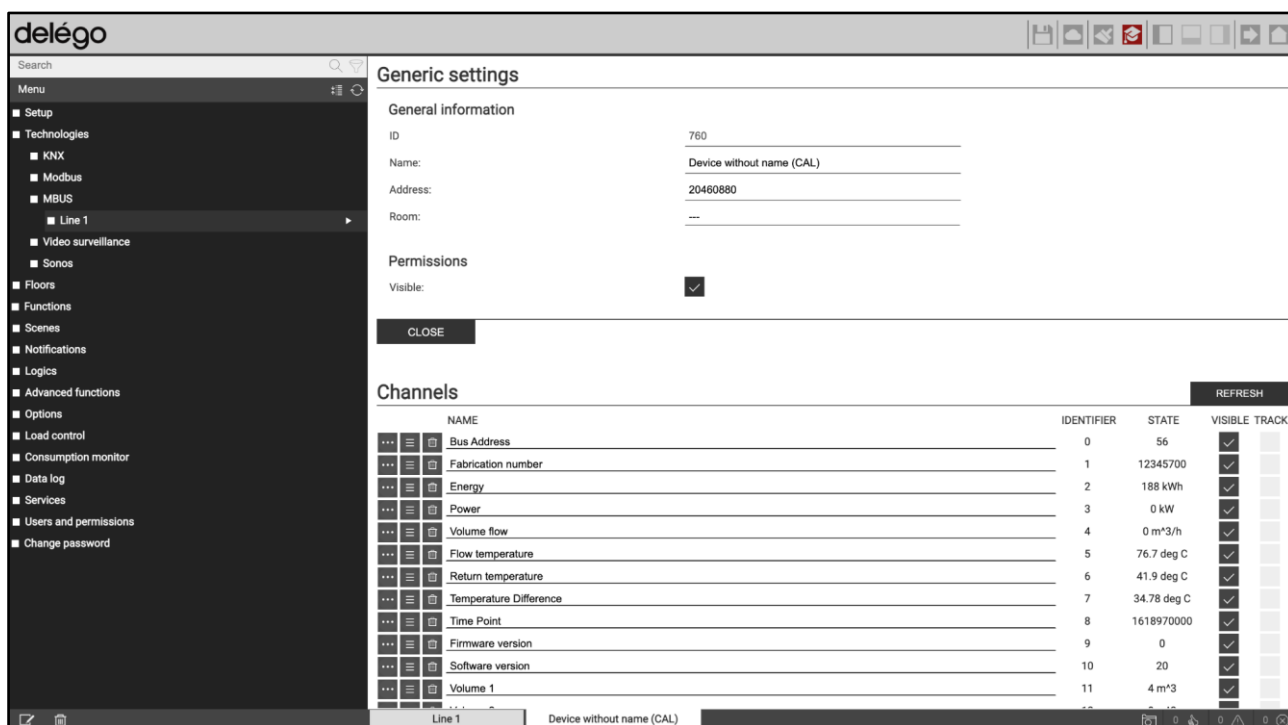 delégo
Search
Menu
Setup
Technologies
KNX
Modbus
MBUS
Line 1
Video surveillance
Sonos
Floors
Functions
Scenes
Notifications
Logics
Advanced functions
Options
Load control
Consumption monitor
Data log
Services
Users and permissions
Change password
Generic settings
General information
ID 760
Name: Device without name (CAL)
Address: 20460880
Room: ---
Permissions
Visible:
CLOSE
Channels REFRESH
NAME IDENTIFIER STATE VISIBLE TRACK
Bus Address 0 56
Fabrication number 1 12345700
Energy 2 188 kWh
Power 3 0 kW
Volume flow 4 0 m^3/h
Flow temperature 5 76.7 deg C
Return temperature 6 41.9 deg C
Temperature Difference 7 34.78 deg C
Time Point 8 1618970000
Firmware version 9 0
Software version 10 20
Volume 1 11 4 m^3
Line 1 Device without name (CAL) 0 0 0